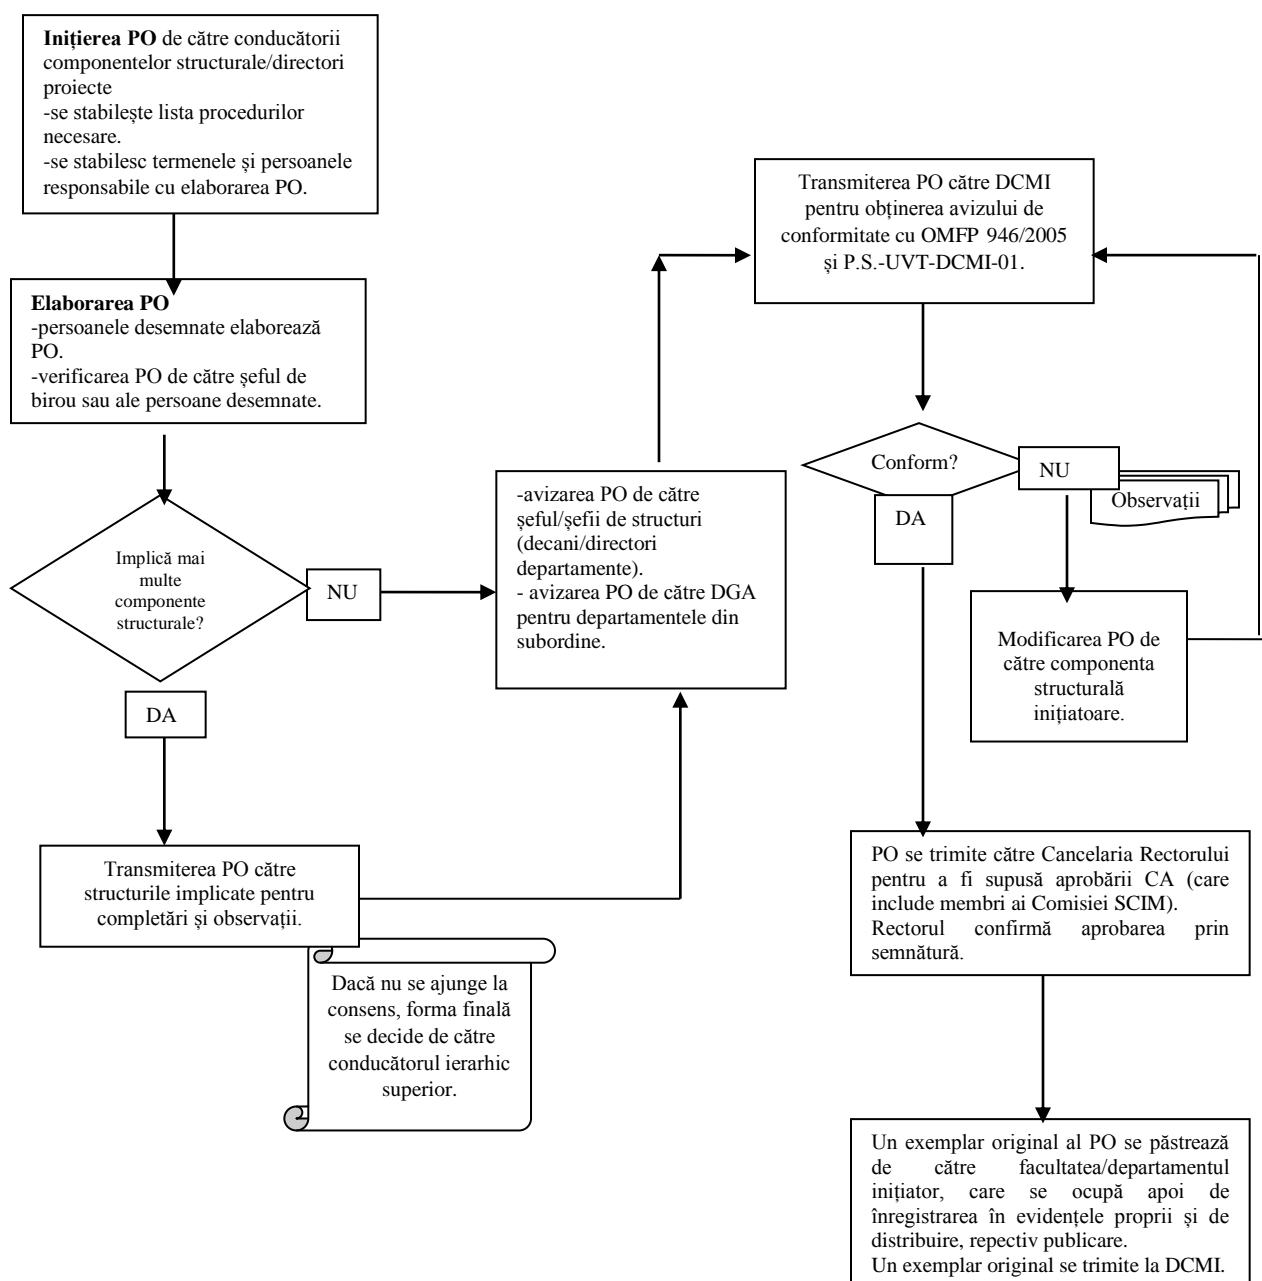 Inițierea PO de către conducătorii
componentelor structurale/directori
proiecte
-se stabilește lista procedurilor
necesare.
-se stabilesc termenele și persoanele
responsabile cu elaborarea PO.
Elaborarea PO
-persoanele desemnate elaborează
PO.
-verificarea PO de către șeful de
birou sau ale persoane desemnate.
Implică mai
multe
componente
structurale?
NU
DA
Transmiterea PO către
structurile implicate pentru
completări și observații.
Dacă nu se ajunge la
consens, forma finală
se decide de către
conducătorul ierarhic
superior.
-avizarea PO de către
șeful/șefii de structuri
(decani/directori
departamente).
- avizarea PO de către DGA
pentru departamentele din
subordine.
Transmiterea PO către DCMI
pentru obținerea avizului de
conformitate cu OMFP 946/2005
și P.S.-UVT-DCMI-01.
Conform?
NU
Observații
DA
Modificarea PO de
către componenta
structurală
inițiatoare.
PO se trimite către Cancelaria Rectorului
pentru a fi supusă aprobării CA (care
include membri ai Comisiei SCIM).
Rectorul confirmă aprobarea prin
semnătură.
Un exemplar original al PO se păstrează
de către facultatea/departamentul
inițiator, care se ocupă apoi de
înregistrarea în evidențele proprii și de
distribuire, repectiv publicare.
Un exemplar original se trimite la DCMI.